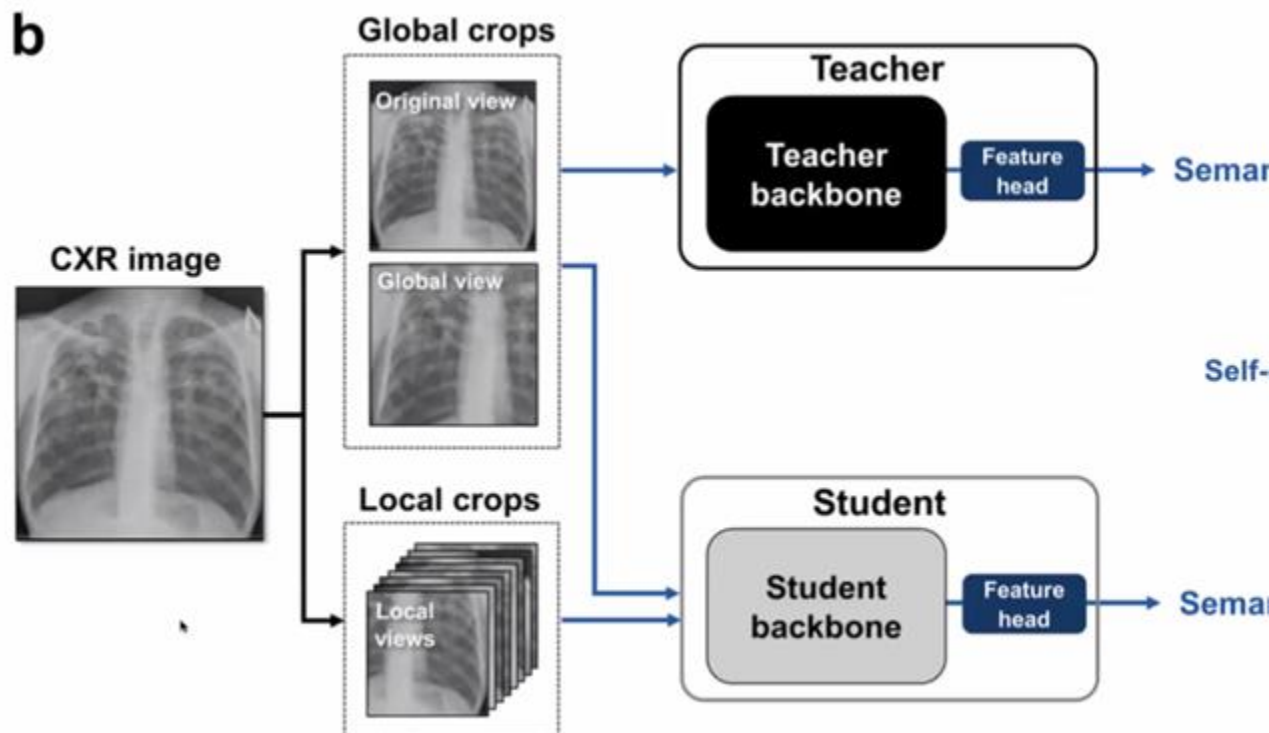 b
Global crops
Original view
Global view
CXR image
Local crops
Local
views
Teacher
Teacher
backbone
Feature
head
Self-
Student
Student
backbone
Feature
head